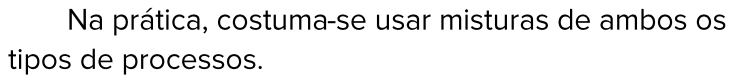 Na prática, costuma-se usar misturas de ambos os
tipos de processos.